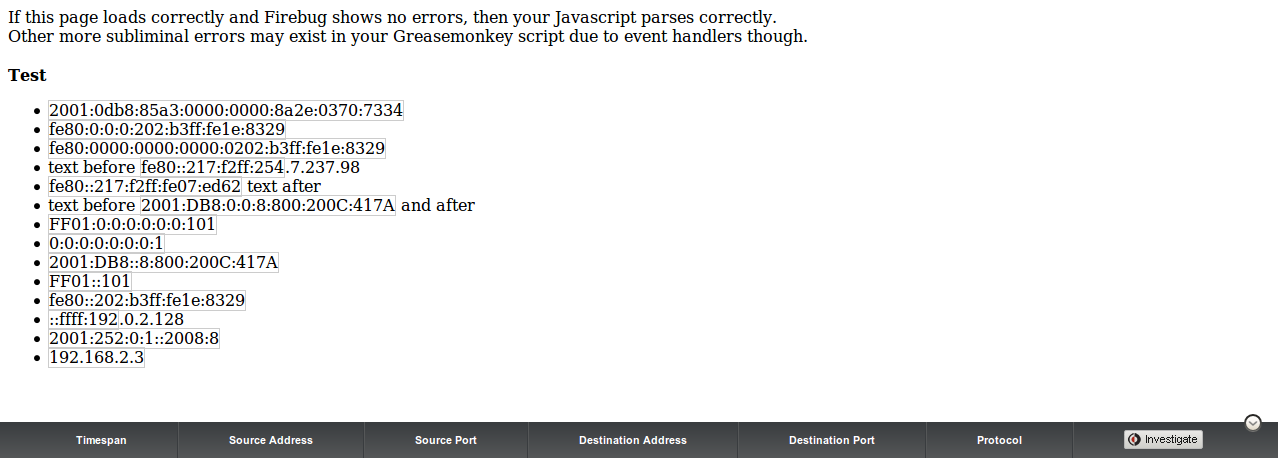 If this page loads correctly and Firebug shows no errors, then your Javascript parses correctly.
Other more subliminal errors may exist in your Greasemonkey script due to event handlers though.
Test
2001:0db8:85a3:0000:0000:8a2e:0370:7334
fe80:0:0:0:202:b3ff:fe1e:8329
fe80:0000:0000:0000:0202:b3ff:fe1e:8329
text before fe80::217:f2ff:254.7.237.98
fe80::217:f2ff:fe07:ed62 text after
text before 2001:DB8:0:0:8:800:200C:417A and after
FF01:0:0:0:0:0:0:101
0:0:0:0:0:0:0:1
2001:DB8::8:800:200C:417A
FF01::101
fe80::202:b3ff:fe1e:8329
::ffff:192.0.2.128
2001:252:0:1::2008:8
192.168.2.3
Timespan Source Address Source Port Destination Address Destination Port Protocol Investigate